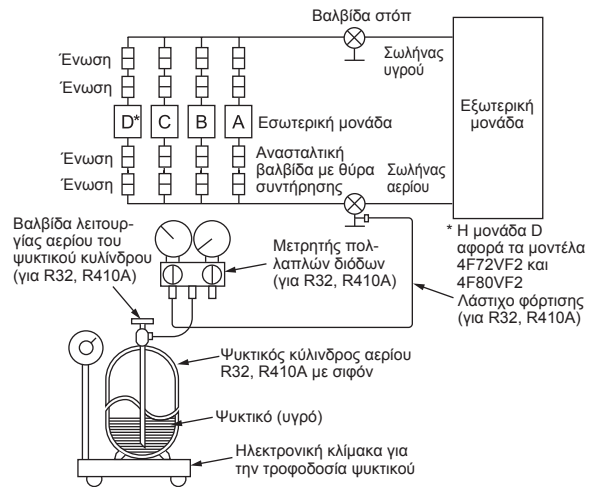 Βαλβίδα στόπ
Ένωση
Ένωση
Σωλήνας
υγρού
D*
C
B
A
Εσωτερική μονάδα
Εξωτερική
μονάδα
Ένωση
Ένωση
Ανασταλτική
βαλβίδα με θύρα
συντήρησης
Σωλήνας
αερίου
Βαλβίδα λειτουρ-
γίας αερίου του
ψυκτικού κυλίνδρου
(για R32, R410A)
Μετρητής πολ-
λαπλών διόδων
(για R32, R410A)
* Η μονάδα D
αφορά τα μοντέλα
4F72VF2 και
4F80VF2
Λάστιχο φόρτισης
(για R32, R410A)
Ψυκτικός κύλινδρος αερίου
R32, R410A με σιφόν
Ψυκτικό (υγρό)
Ηλεκτρονική κλίμακα για
την τροφοδοσία ψυκτικού